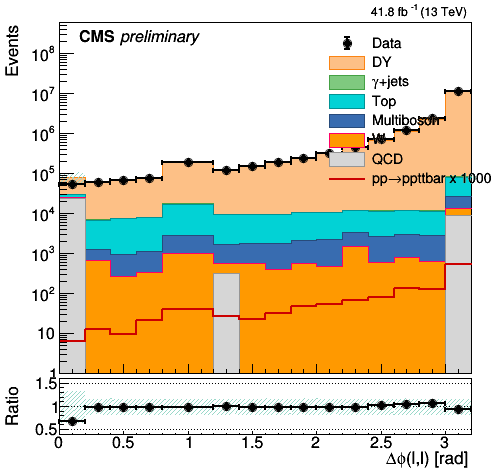 41.8 fb⁻¹ (13 TeV)
CMS preliminary
Events
Data
DY
γ+jets
Top
Multiboson
W
QCD
pp→ppttbar x 1000
10⁸
10⁷
10⁶
10⁵
10⁴
10³
10²
10
1
Ratio
1.5
1
0.5
0 0.5 1 1.5 2 2.5 3
Δϕ(l,l) [rad]